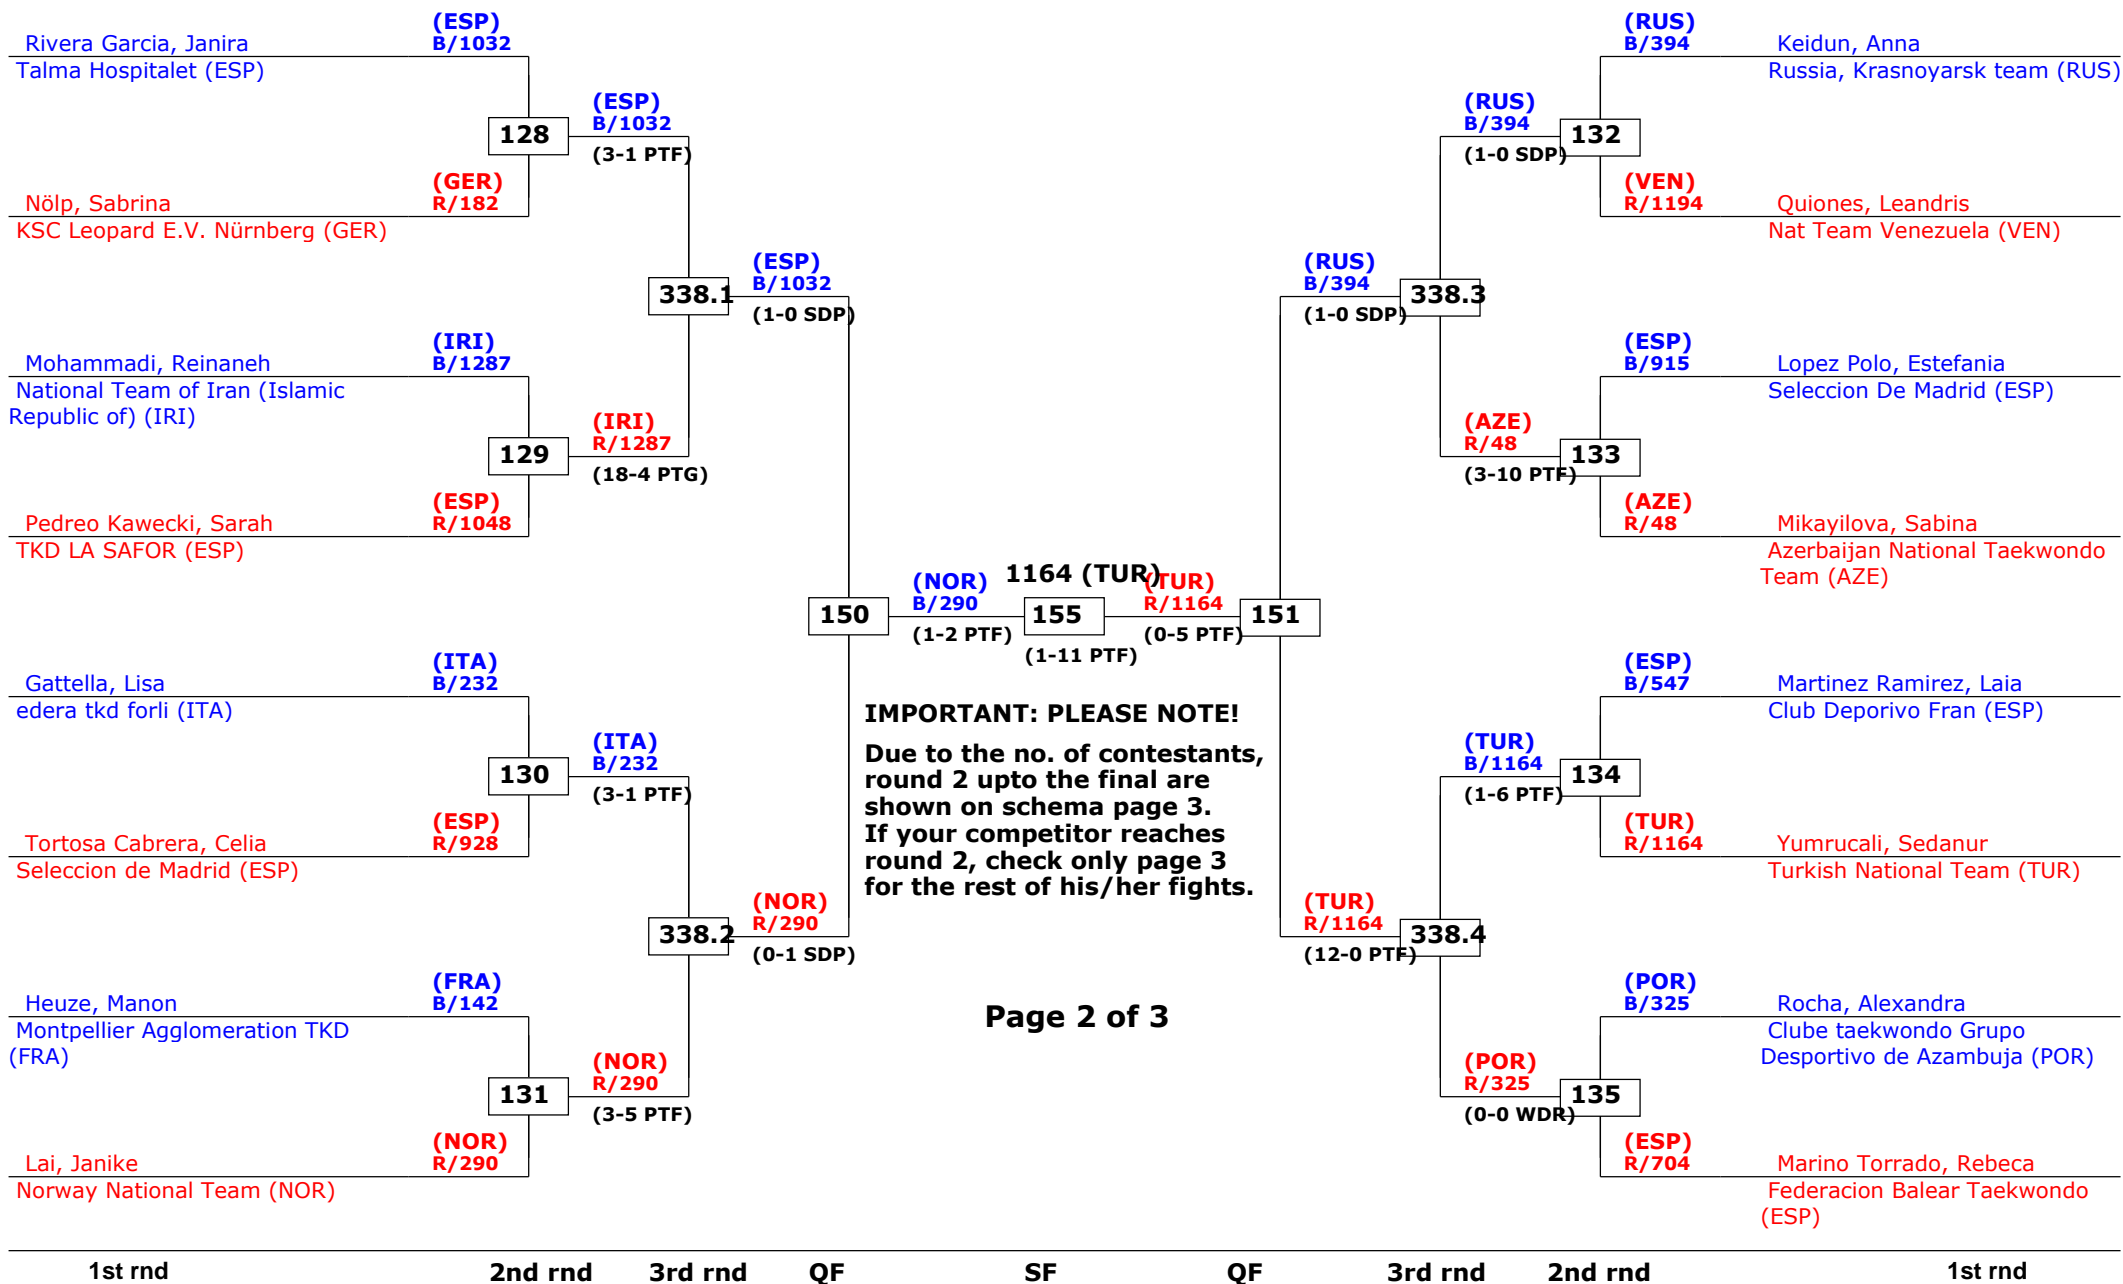 (ESP)
B/1032
Rivera Garcia, Janira
Talma Hospitalet (ESP)
128
(ESP)
B/1032
(3-1 PTF)
(GER)
R/182
Nölp, Sabrina
KSC Leopard E.V. Nürnberg (GER)
338.1
(ESP)
B/1032
(1-0 SDP)
(IRI)
B/1287
Mohammadi, Reinaneh
National Team of Iran (Islamic
Republic of) (IRI)
129
(IRI)
R/1287
(18-4 PTG)
(ESP)
R/1048
Pedreo Kawecki, Sarah
TKD LA SAFOR (ESP)
150
(NOR)
B/290
(1-2 PTF)
(ITA)
B/232
Gattella, Lisa
edera tkd forli (ITA)
130
(ITA)
B/232
(3-1 PTF)
(ESP)
R/928
Tortosa Cabrera, Celia
Seleccion de Madrid (ESP)
338.2
(NOR)
R/290
(0-1 SDP)
(FRA)
B/142
Heuze, Manon
Montpellier Agglomeration TKD
(FRA)
131
(NOR)
R/290
(3-5 PTF)
(NOR)
R/290
Lai, Janike
Norway National Team (NOR)
1164 (TUR)
155
(1-11 PTF)
IMPORTANT: PLEASE NOTE!
Due to the no. of contestants,
round 2 upto the final are
shown on schema page 3.
If your competitor reaches
round 2, check only page 3
for the rest of his/her fights.
Page 2 of 3
(RUS)
B/394
Keidun, Anna
Russia, Krasnoyarsk team (RUS)
(RUS)
B/394
(1-0 SDP)
132
(VEN)
R/1194
Quiones, Leandris
Nat Team Venezuela (VEN)
(RUS)
B/394
(1-0 SDP)
338.3
(ESP)
B/915
Lopez Polo, Estefania
Seleccion De Madrid (ESP)
(AZE)
R/48
(3-10 PTF)
133
(AZE)
R/48
Mikayilova, Sabina
Azerbaijan National Taekwondo
Team (AZE)
(TUR)
R/1164
(0-5 PTF)
151
(ESP)
B/547
Martinez Ramirez, Laia
Club Deporivo Fran (ESP)
(TUR)
B/1164
(1-6 PTF)
134
(TUR)
R/1164
Yumrucali, Sedanur
Turkish National Team (TUR)
(TUR)
R/1164
(12-0 PTF)
338.4
(POR)
B/325
Rocha, Alexandra
Clube taekwondo Grupo
Desportivo de Azambuja (POR)
(POR)
R/325
(0-0 WDR)
135
(ESP)
R/704
Marino Torrado, Rebeca
Federacion Balear Taekwondo
(ESP)
1st rnd 2nd rnd 3rd rnd QF SF QF 3rd rnd 2nd rnd 1st rnd